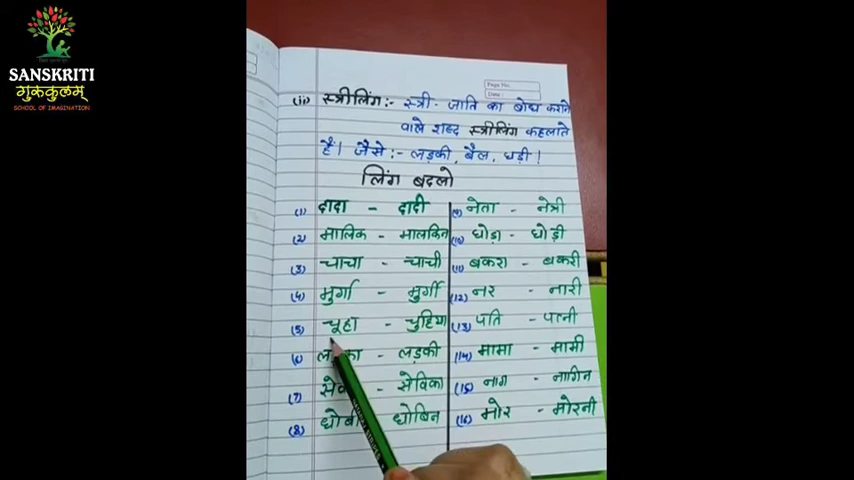 SANSKRITI
गुरुकुलम्
SCHOOL OF IMAGINATION
Page No.
Date
(ii) स्त्रीलिंग:- स्त्री- जाति का बोध कराने
वाले शब्द स्त्रीलिंग कहलाते
हैं। जैसे:- लड़की, बैल, घड़ी!
लिंग बदलो
(1) दादा - दादी
(2) मालिक - मालकिन
(3) चाचा - चाची
(4) मुर्गा - मुर्गी
(5) चूहा - चुहिया
(6) लड़का - लड़की
(7) सेव - सेविका
(8) धोबी - धोबिन
(9) नेता - नेत्री
(10) घोड़ा - घोड़ी
(11) बकरा - बकरी
(12) नर - नारी
(13) पति - पत्नी
(14) मामा - मामी
(15) नाग - नागिन
(16) मोर - मोरनी